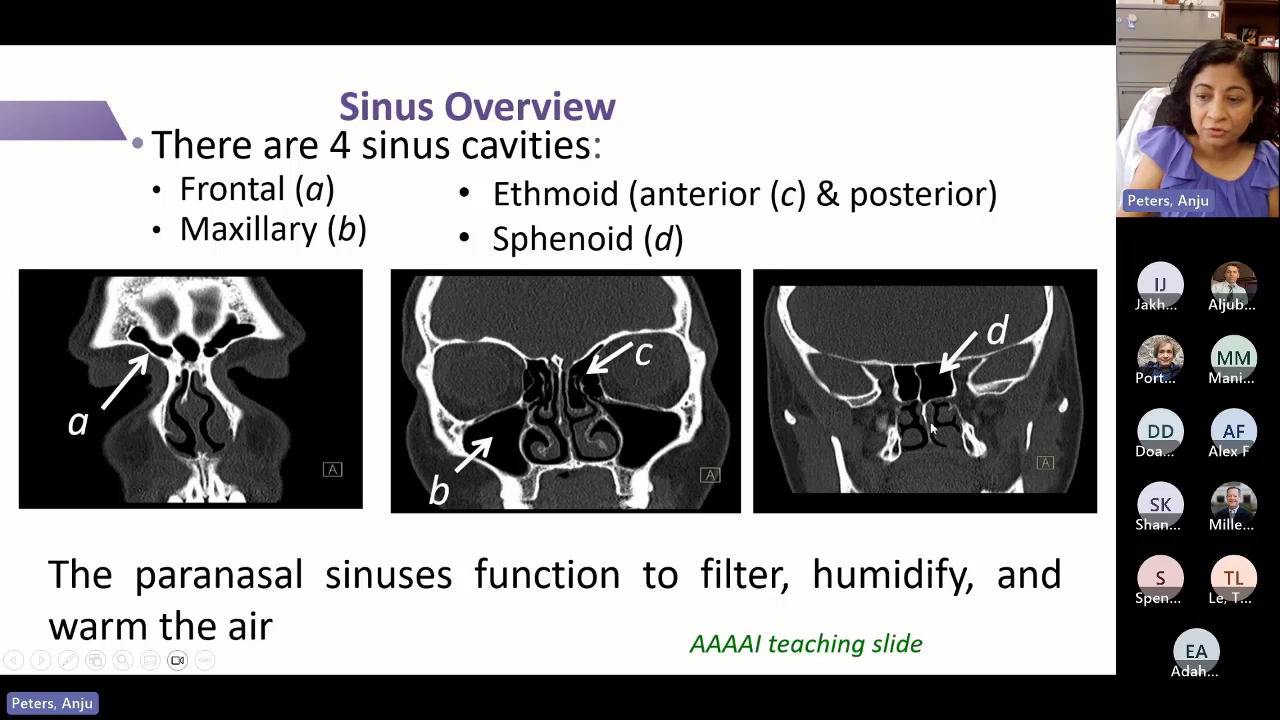 Sinus Overview
• There are 4 sinus cavities:
• Frontal (a)
• Maxillary (b)
• Ethmoid (anterior (c) & posterior)
• Sphenoid (d)
a
A
b
c
A
d
A
The paranasal sinuses function to filter, humidify, and
warm the air
AAAAI teaching slide
Peters, Anju
Peters, Anju
IJ
Jakh...
Aljub...
Port...
MM
Mani...
DD
Doa...
AF
Alex F
SK
Shan...
Mille...
S
Spen...
TL
Le, T...
EA
Adah...